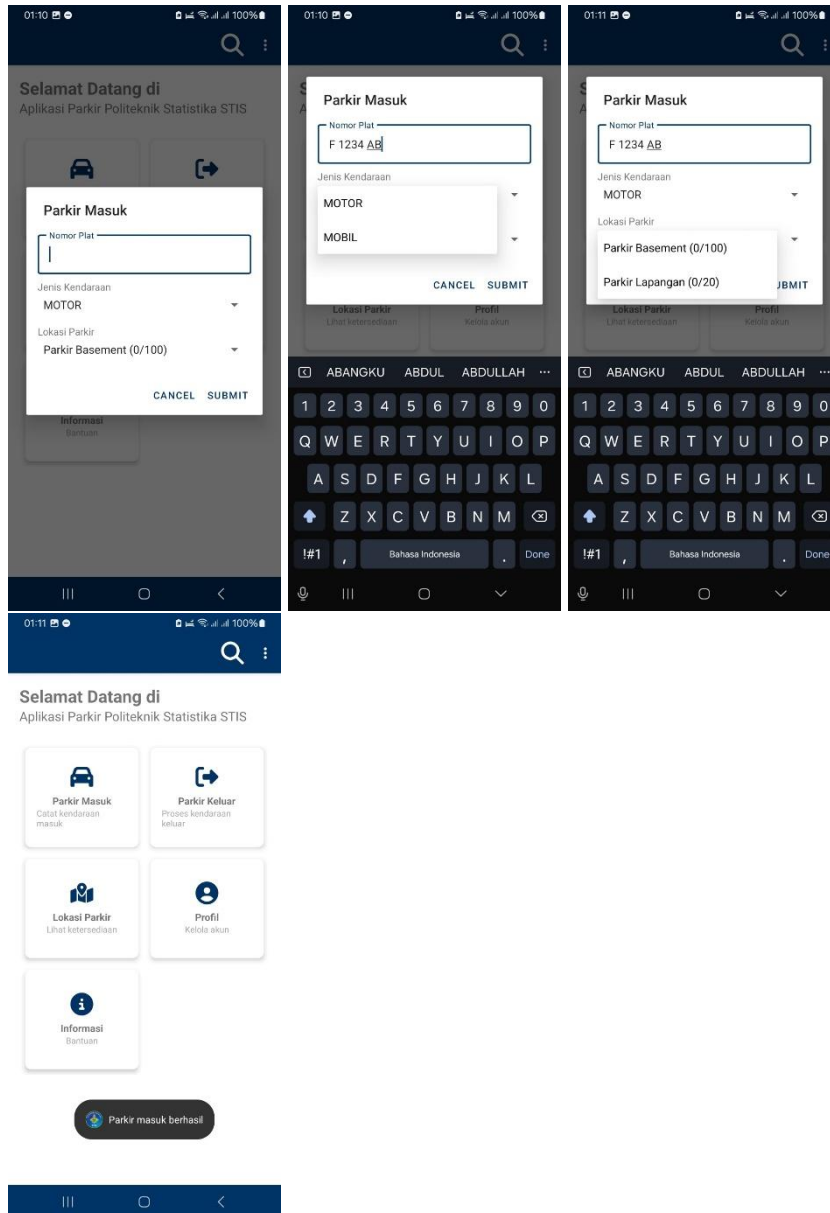 01:10
100%
Selamat Datang di
Aplikasi Parkir Politeknik Statistika STIS
Parkir Masuk
Nomor Plat
Jenis Kendaraan
MOTOR
Lokasi Parkir
Parkir Basement (0/100)
CANCEL SUBMIT
Informasi
Bantuan
01:10
100%
S
A
Parkir Masuk
Nomor Plat
F 1234 AB
Jenis Kendaraan
MOTOR
MOBIL
CANCEL SUBMIT
Lokasi Parkir Profil
Lihat ketersediaan Kelola akun
ABANGKU ABDUL ABDULLAH ...
1 2 3 4 5 6 7 8 9 0
Q W E R T Y U I O P
A S D F G H J K L
Z X C V B N M
!#1 , Bahasa Indonesia . Done
01:11
100%
S
A
Parkir Masuk
Nomor Plat
F 1234 AB
Jenis Kendaraan
MOTOR
Lokasi Parkir
Parkir Basement (0/100)
Parkir Lapangan (0/20)
UBMIT
Lokasi Parkir Profil
Lihat ketersediaan Kelola akun
ABANGKU ABDUL ABDULLAH ...
1 2 3 4 5 6 7 8 9 0
Q W E R T Y U I O P
A S D F G H J K L
Z X C V B N M
!#1 , Bahasa Indonesia . Done
01:11
100%
Selamat Datang di
Aplikasi Parkir Politeknik Statistika STIS
Parkir Masuk
Catat kendaraan
masuk
Parkir Keluar
Proses kendaraan
keluar
Lokasi Parkir
Lihat ketersediaan
Profil
Kelola akun
Informasi
Bantuan
Parkir masuk berhasil